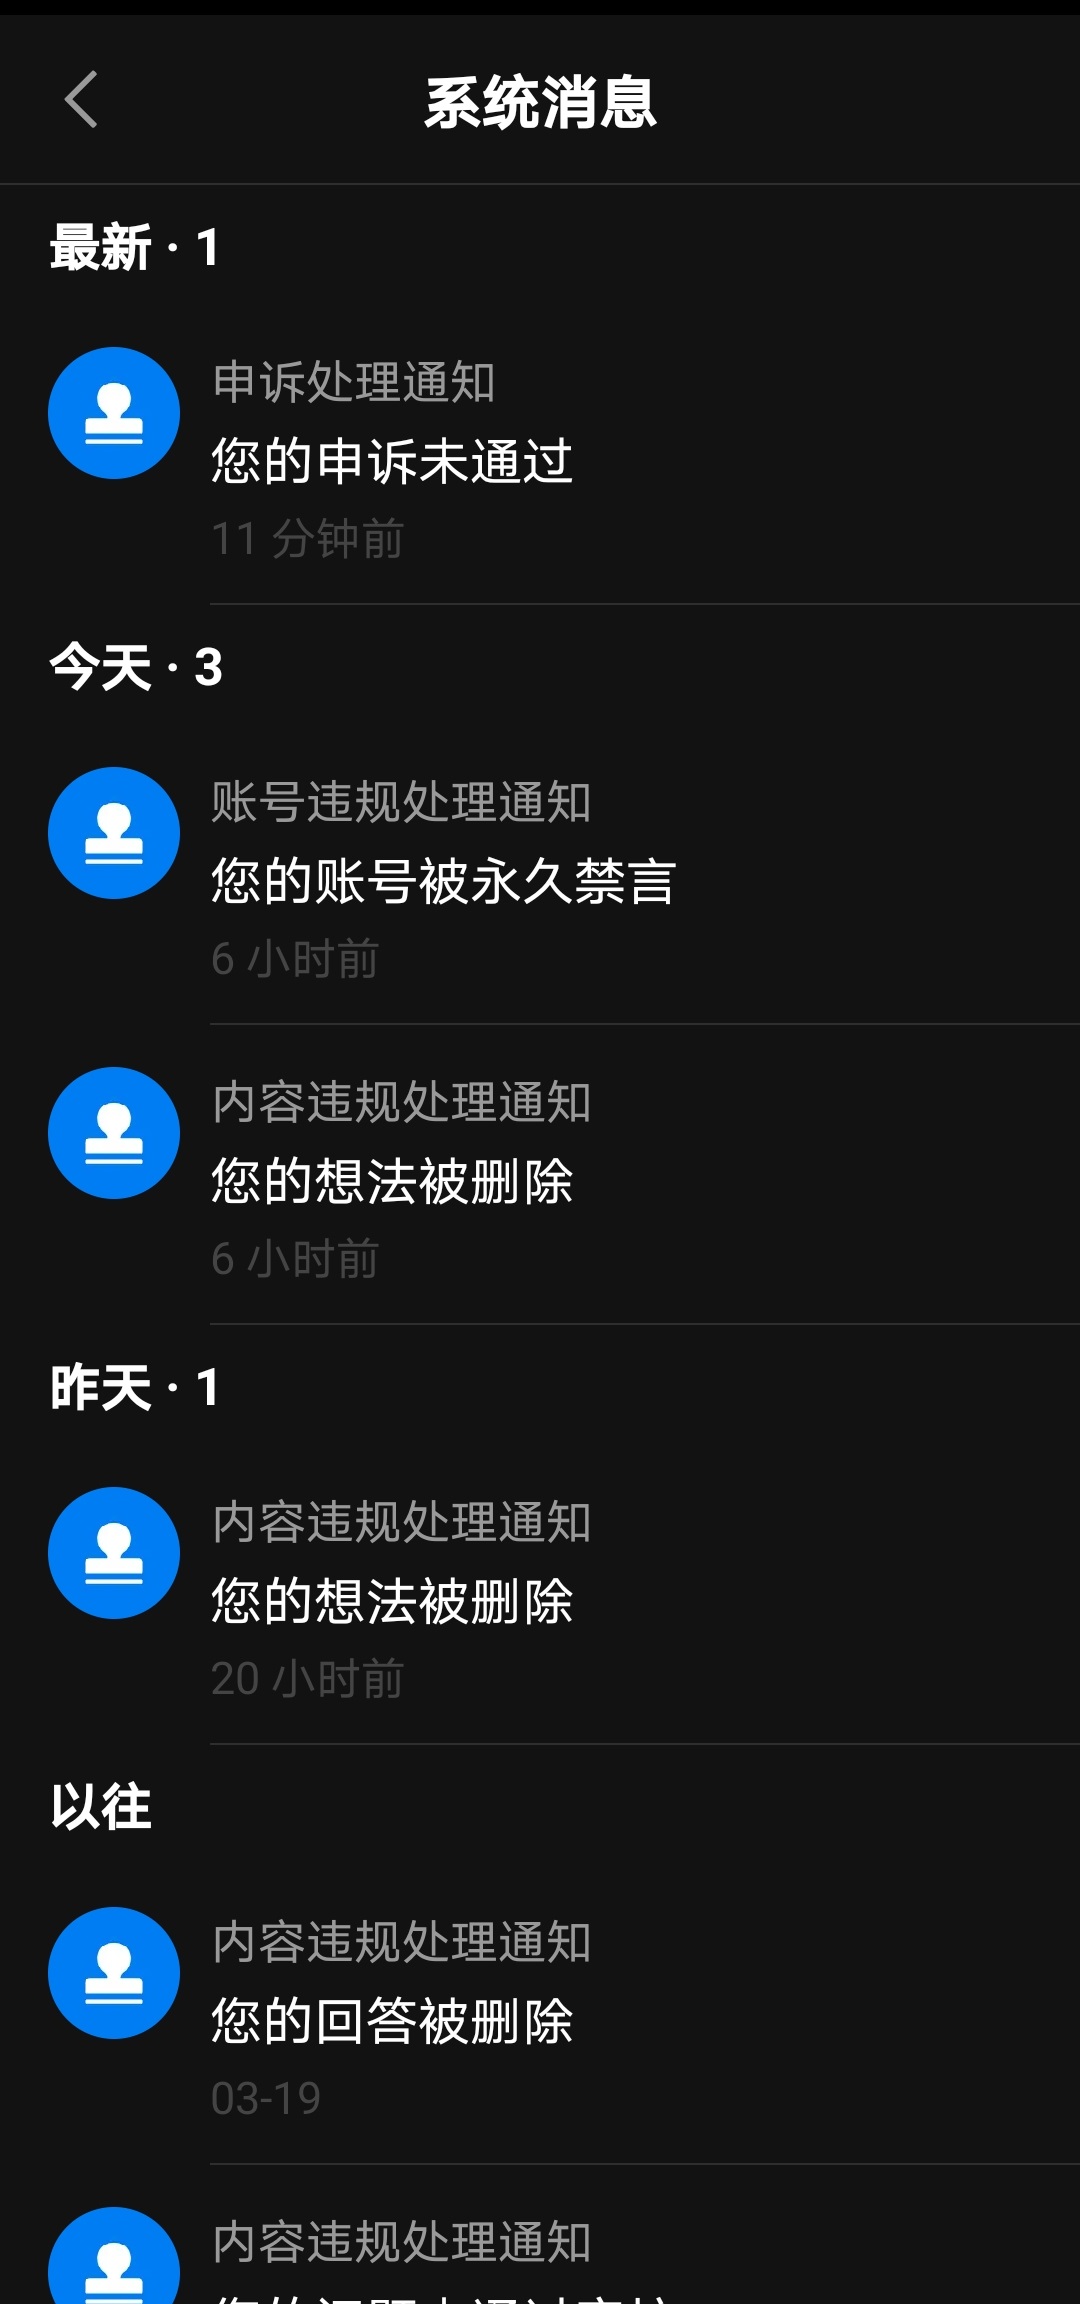 系统消息
最新 · 1
申诉处理通知
您的申诉未通过
11 分钟前
今天 · 3
账号违规处理通知
您的账号被永久禁言
6 小时前
内容违规处理通知
您的想法被删除
6 小时前
昨天 · 1
内容违规处理通知
您的想法被删除
20 小时前
以往
内容违规处理通知
您的回答被删除
03-19
内容违规处理通知